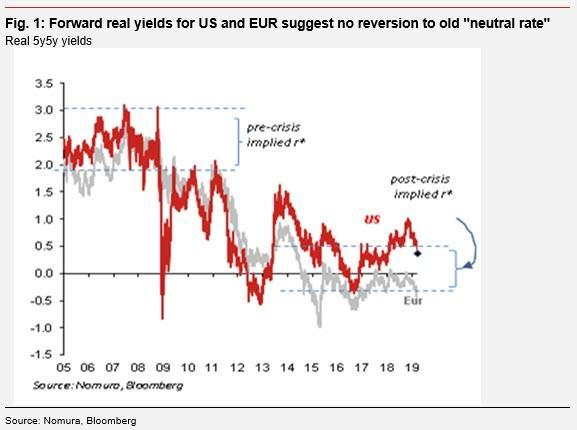 Fig. 1: Forward real yields for US and EUR suggest no reversion to old "neutral rate"
Real 5y5y yields
3.5
3.0
2.5
2.0
1.5
1.0
0.5
0.0
-0.5
-1.0
-1.5
pre-crisis
implied r*
post-crisis
implied r*
us
Eur
05 06 07 08 09 10 11 12 13 14 15 16 17 18 19
Source: Nomura, Bloomberg
Source: Nomura, Bloomberg